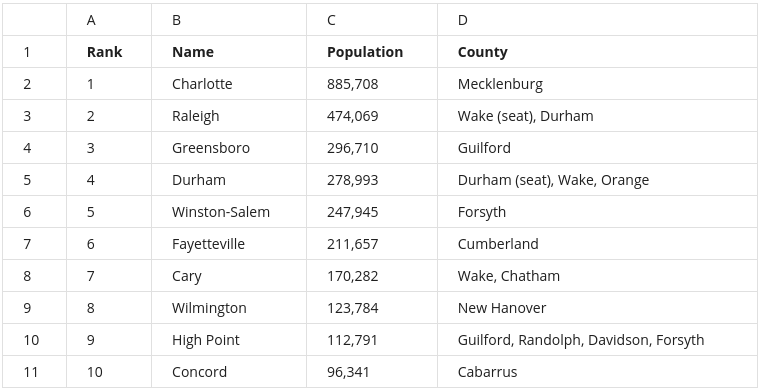 A B C D
1 Rank Name Population County
2 1 Charlotte 885,708 Mecklenburg
3 2 Raleigh 474,069 Wake (seat), Durham
4 3 Greensboro 296,710 Guilford
5 4 Durham 278,993 Durham (seat), Wake, Orange
6 5 Winston-Salem 247,945 Forsyth
7 6 Fayetteville 211,657 Cumberland
8 7 Cary 170,282 Wake, Chatham
9 8 Wilmington 123,784 New Hanover
10 9 High Point 112,791 Guilford, Randolph, Davidson, Forsyth
11 10 Concord 96,341 Cabarrus